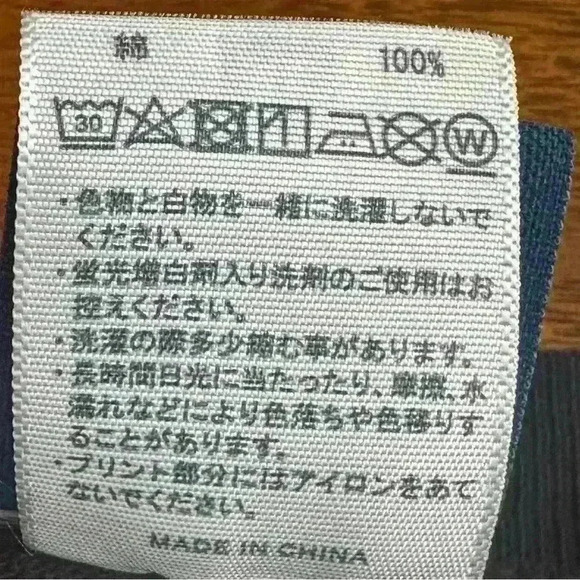 綿 100%
30 W
・色物と白物を一緒に洗濯しないで
ください。
・蛍光増白剤入り洗剤のご使用はお
控えください。
・洗濯の際多少縮む事があります。
・長時間日光に当たったり、摩擦、水
濡れなどにより色落ちや色移りす
ることがあります。
・プリント部分にはアイロンをあて
ないでください。
MADE IN CHINA